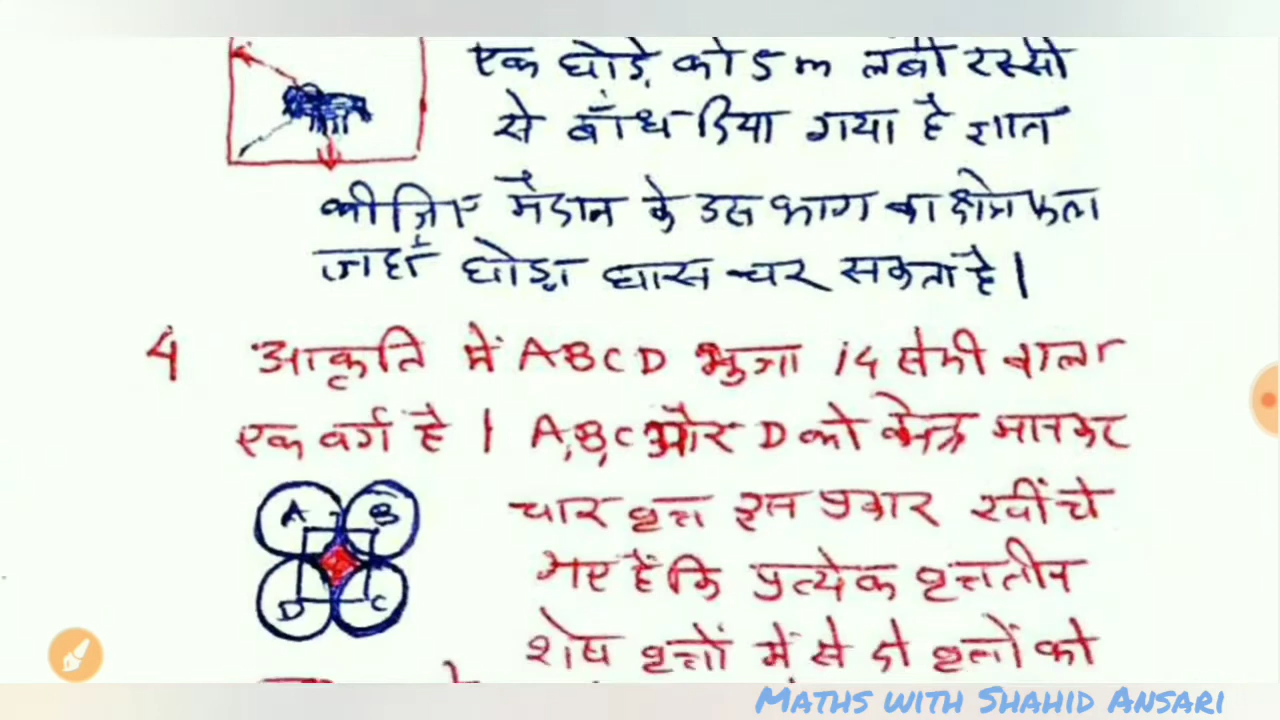 एक घोड़े को 5 m लंबी रस्सी
से बाँध दिया गया है ज्ञात
कीजिए मैदान के उस भाग का क्षेत्रफल
जहाँ घोड़ा घास चर सकता है।
4 आकृति में ABCD भुजा 14 सेमी वाला
एक वर्ग है। A,B,C और D को केन्द्र मानकर
A B
चार वृत्त इस प्रकार खींचे
गए हैं कि प्रत्येक वृत्त तीन
D C
शेष वृत्तों में से दो वृत्तों को
MATHS WITH SHAHID ANSARI